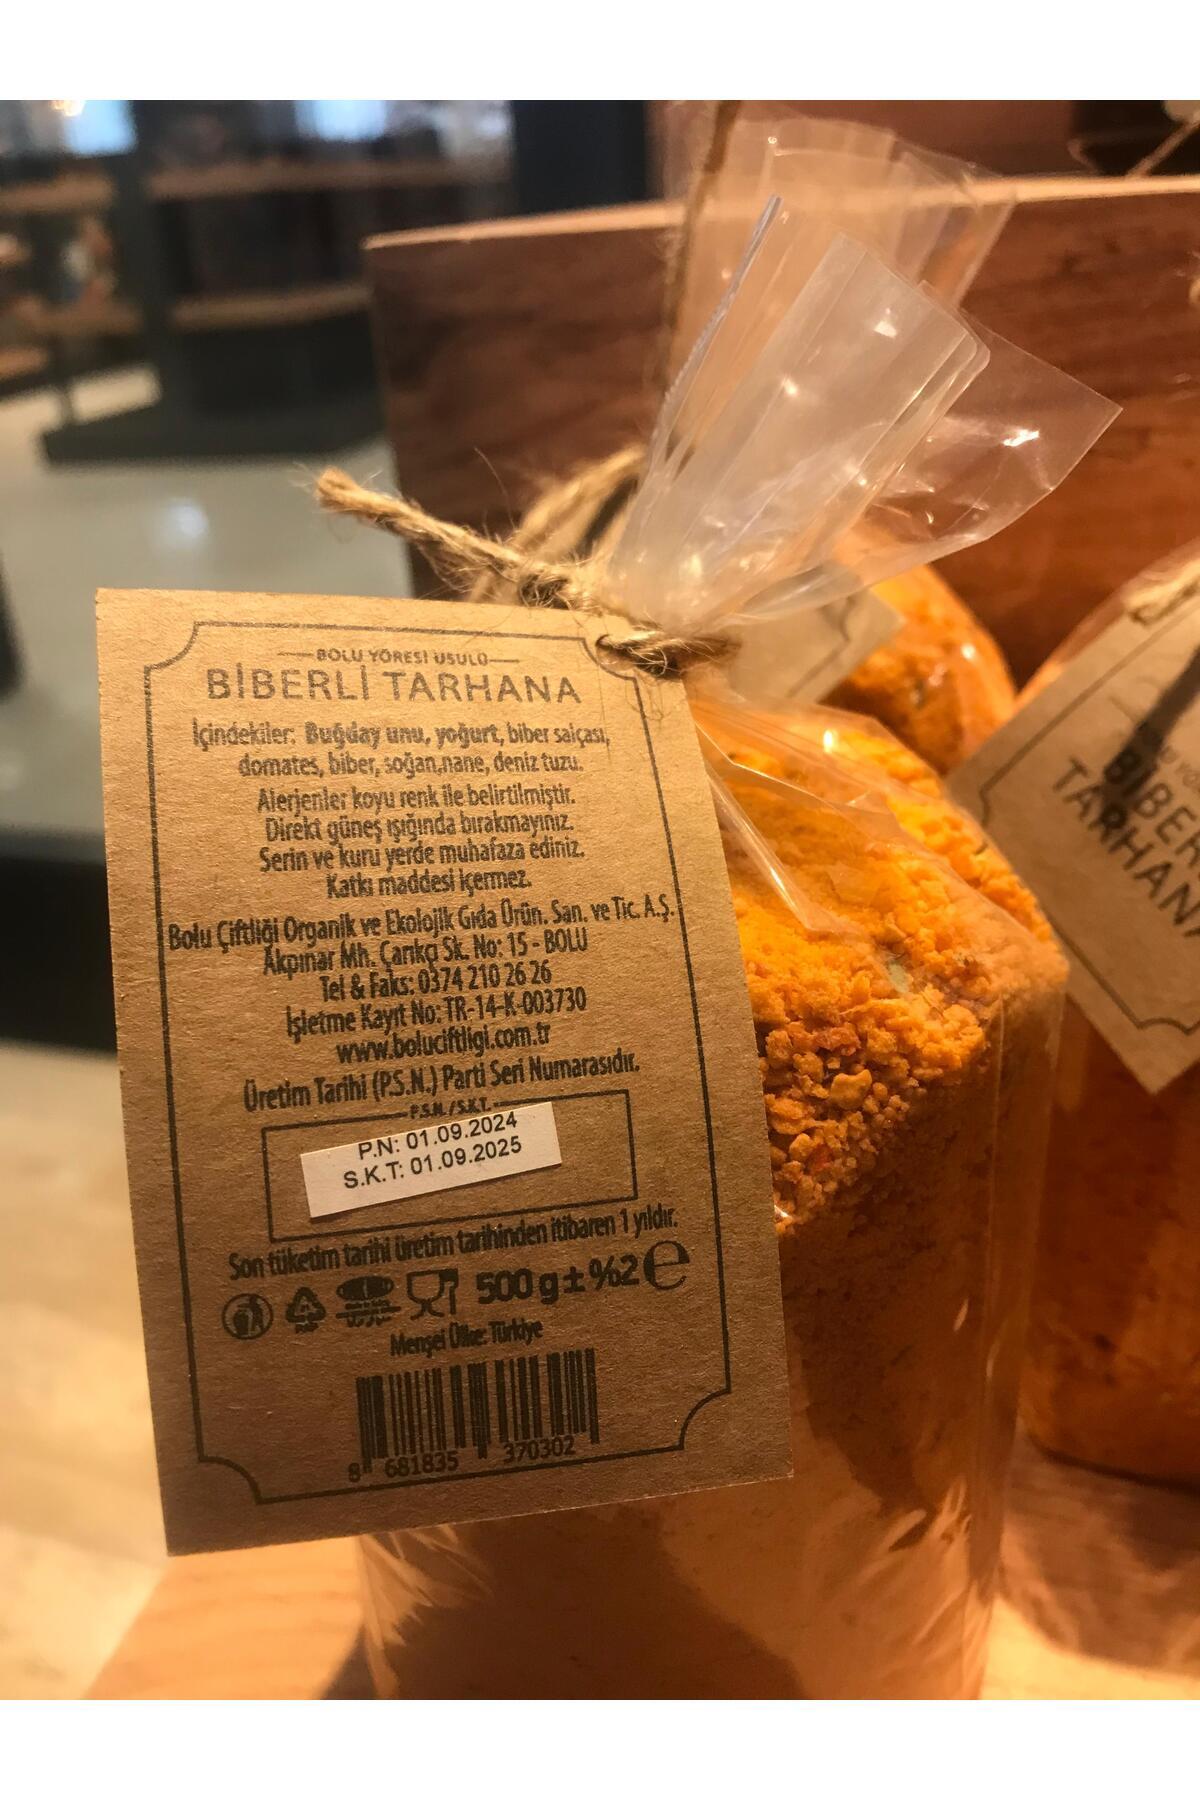 BOLU YÖRESİ USULÜ
BİBERLİ TARHANA
İçindekiler: Buğday unu, yoğurt, biber salçası,
domates, biber, soğan,nane, deniz tuzu.
Alerjenler koyu renk ile belirtilmiştir.
Direkt güneş ışığında bırakmayınız.
Serin ve kuru yerde muhafaza ediniz.
Katkı maddesi içermez.
Bolu Çiftliği Organik ve Ekolojik Gıda Ürün. San. ve Tic. A.Ş.
Akpınar Mh. Çarıkçı Sk. No: 15 - BOLU
Tel & Faks: 0374 210 26 26
İşletme Kayıt No: TR-14-K-003730
www.boluciftligi.com.tr
Üretim Tarihi (P.S.N.) Parti Seri Numarasıdır.
P.S.N. / S.K.T.
P.N: 01.09.2024
S.K.T: 01.09.2025
Son tüketim tarihi üretim tarihinden itibaren 1 yıldır.
500 g ± %2 e
Menşei Ülke: Türkiye
8 681835 370302
BİBER
TARHAN